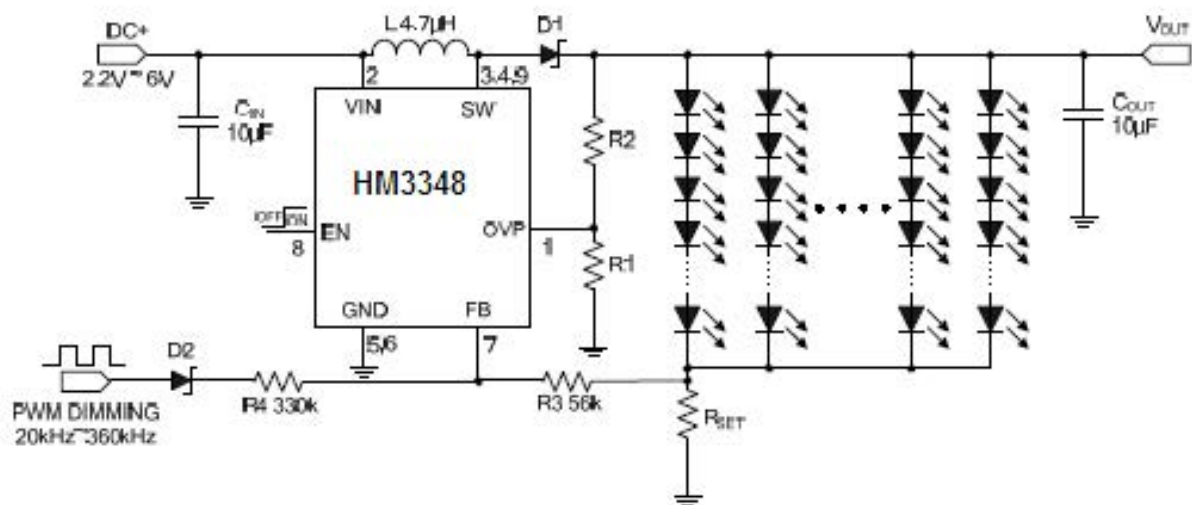 DC+
L 4.7µH
D1
VOUT
2.2V~6V
2
3,4,9
CIN
10µF
VIN
SW
R2
COUT
10µF
HM3348
OFF ON
8
EN
OVP
1
R1
GND
FB
5/6
7
D2
R4 330k
R3 56k
RSET
PWM DIMMING
20kHz~360kHz